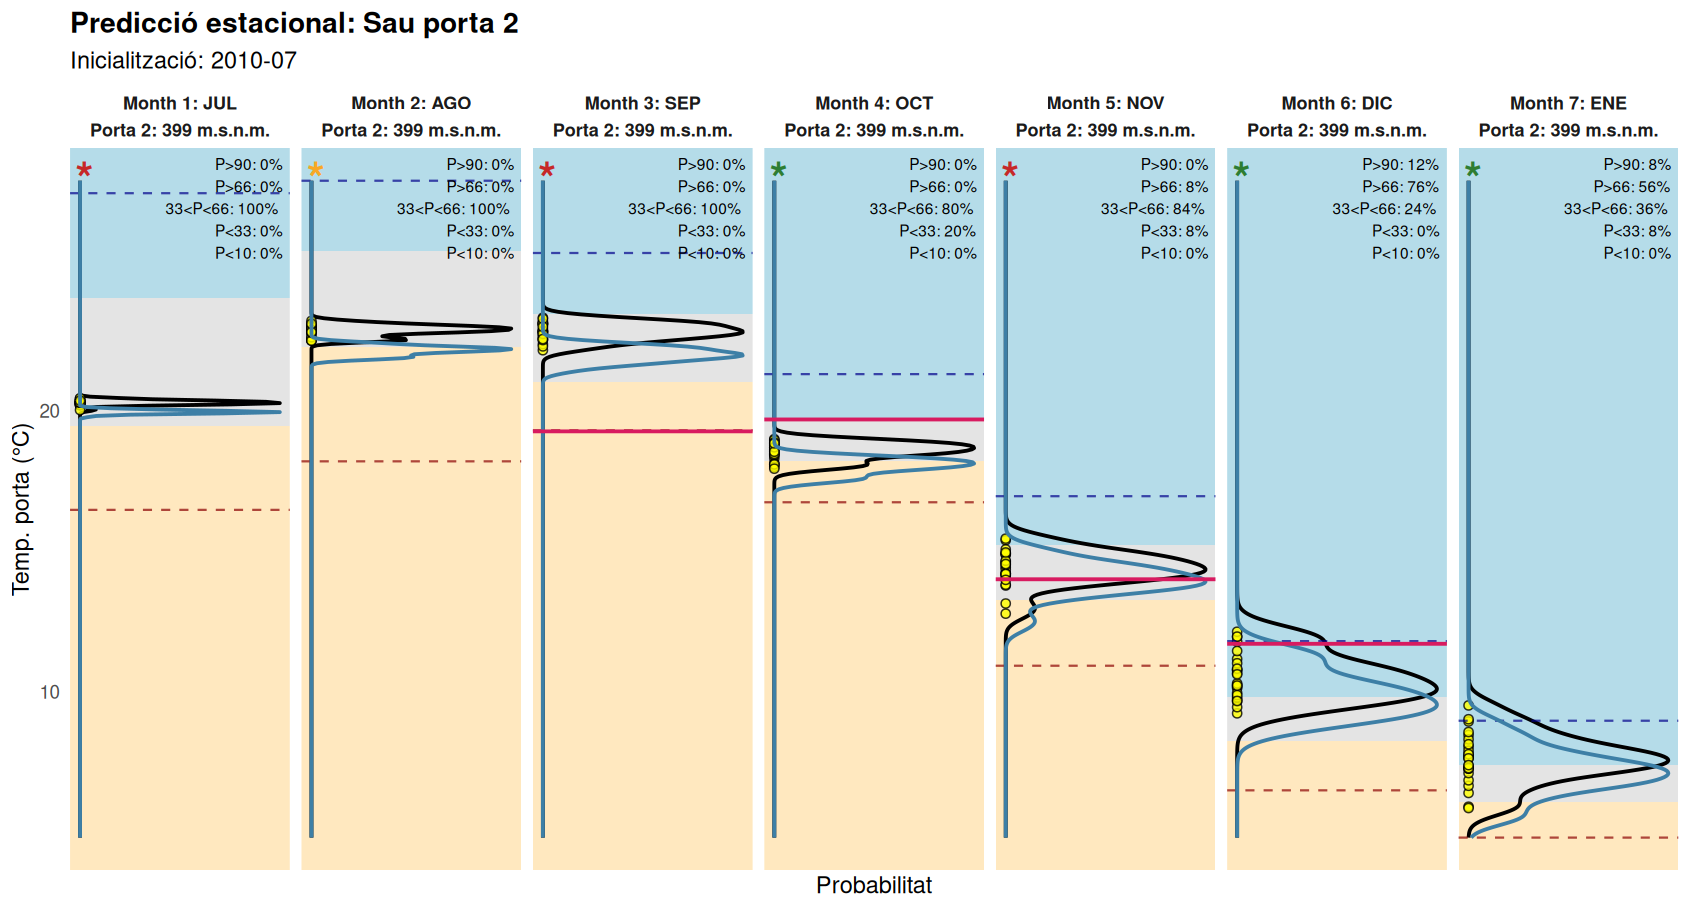 Predicció estacional: Sau porta 2
Inicialització: 2010-07
Month 1: JUL
Porta 2: 399 m.s.n.m.
Month 2: AGO
Porta 2: 399 m.s.n.m.
Month 3: SEP
Porta 2: 399 m.s.n.m.
Month 4: OCT
Porta 2: 399 m.s.n.m.
Month 5: NOV
Porta 2: 399 m.s.n.m.
Month 6: DIC
Porta 2: 399 m.s.n.m.
Month 7: ENE
Porta 2: 399 m.s.n.m.
*
P>90: 0%
P>66: 0%
33<P<66: 100%
P<33: 0%
P<10: 0%
*
P>90: 0%
P>66: 0%
33<P<66: 100%
P<33: 0%
P<10: 0%
*
P>90: 0%
P>66: 0%
33<P<66: 100%
P<33: 0%
P<10: 0%
*
P>90: 0%
P>66: 0%
33<P<66: 80%
P<33: 20%
P<10: 0%
*
P>90: 0%
P>66: 8%
33<P<66: 84%
P<33: 8%
P<10: 0%
*
P>90: 12%
P>66: 76%
33<P<66: 24%
P<33: 0%
P<10: 0%
*
P>90: 8%
P>66: 56%
33<P<66: 36%
P<33: 8%
P<10: 0%
20
10
Temp. porta (°C)
Probabilitat